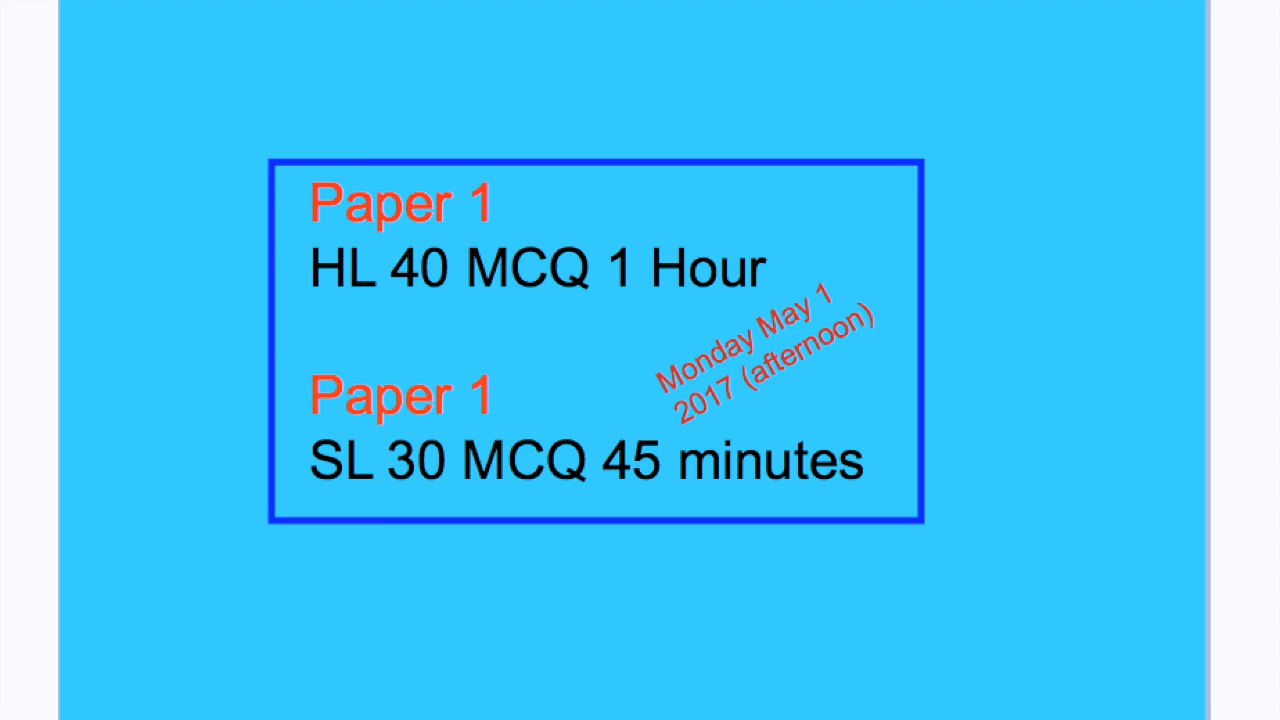 Paper 1
HL 40 MCQ 1 Hour
Monday May 1
2017 (afternoon)
Paper 1
SL 30 MCQ 45 minutes